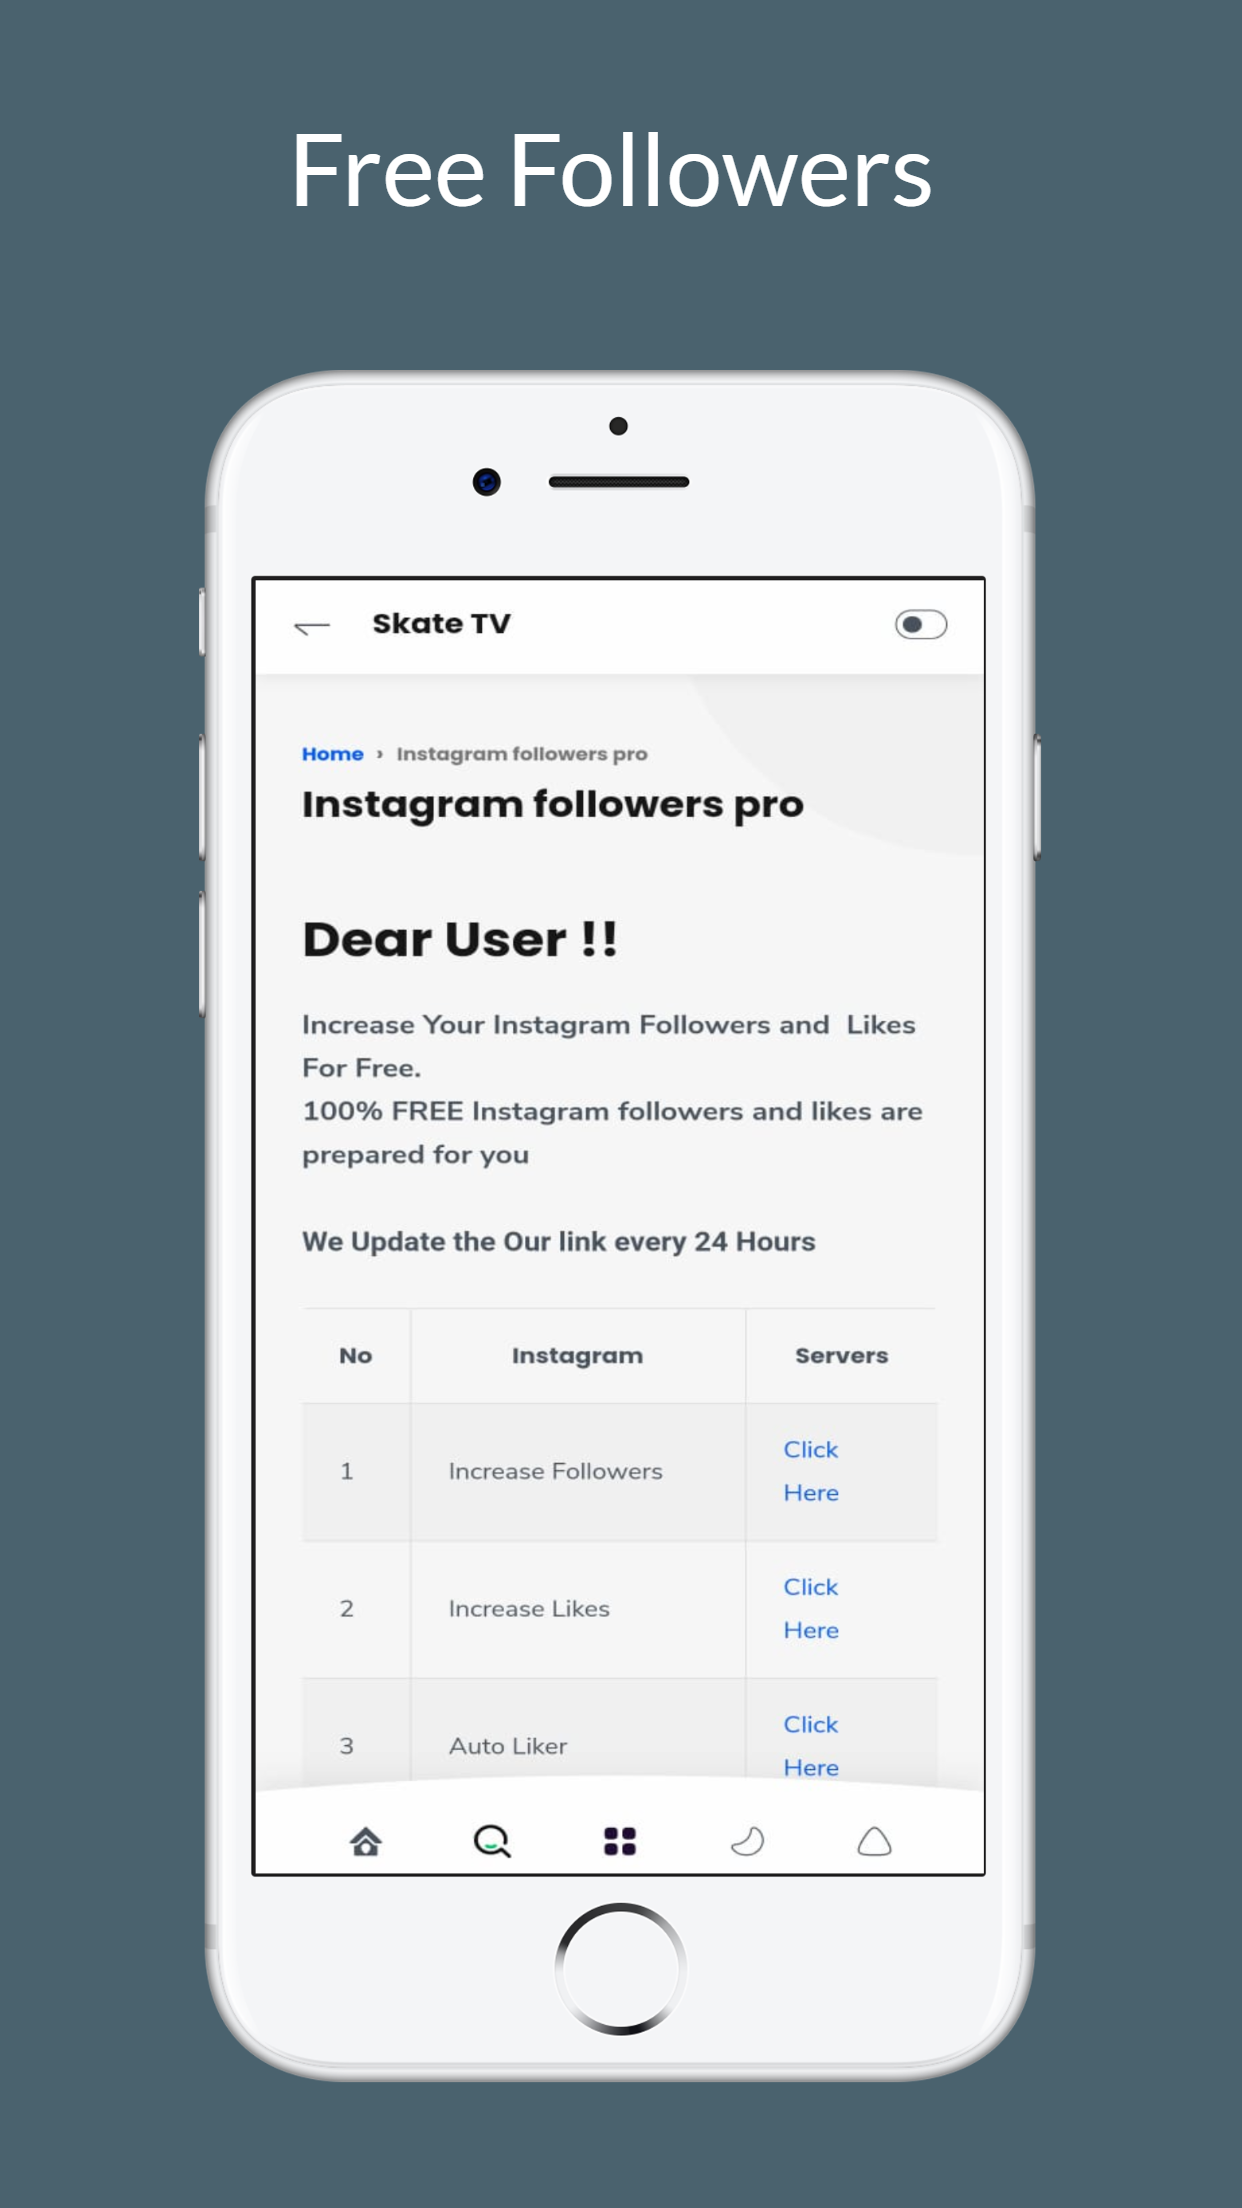 Free Followers
Skate TV
Home › Instagram followers pro
Instagram followers pro
Dear User !!
Increase Your Instagram Followers and Likes
For Free.
100% FREE Instagram followers and likes are
prepared for you
We Update the Our link every 24 Hours
No Instagram Servers
1 Increase Followers Click
Here
2 Increase Likes Click
Here
3 Auto Liker Click
Here